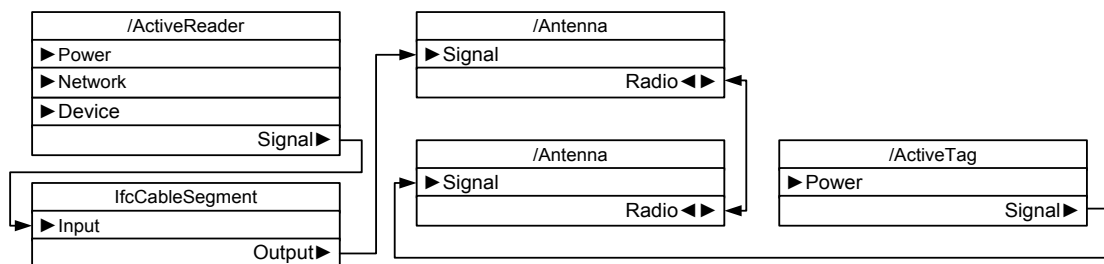 /ActiveReader
►Power
►Network
►Device
Signal►
IfcCableSegment
►Input
Output►
/Antenna
►Signal
Radio◄►
/Antenna
►Signal
Radio◄►
/ActiveTag
►Power
Signal►